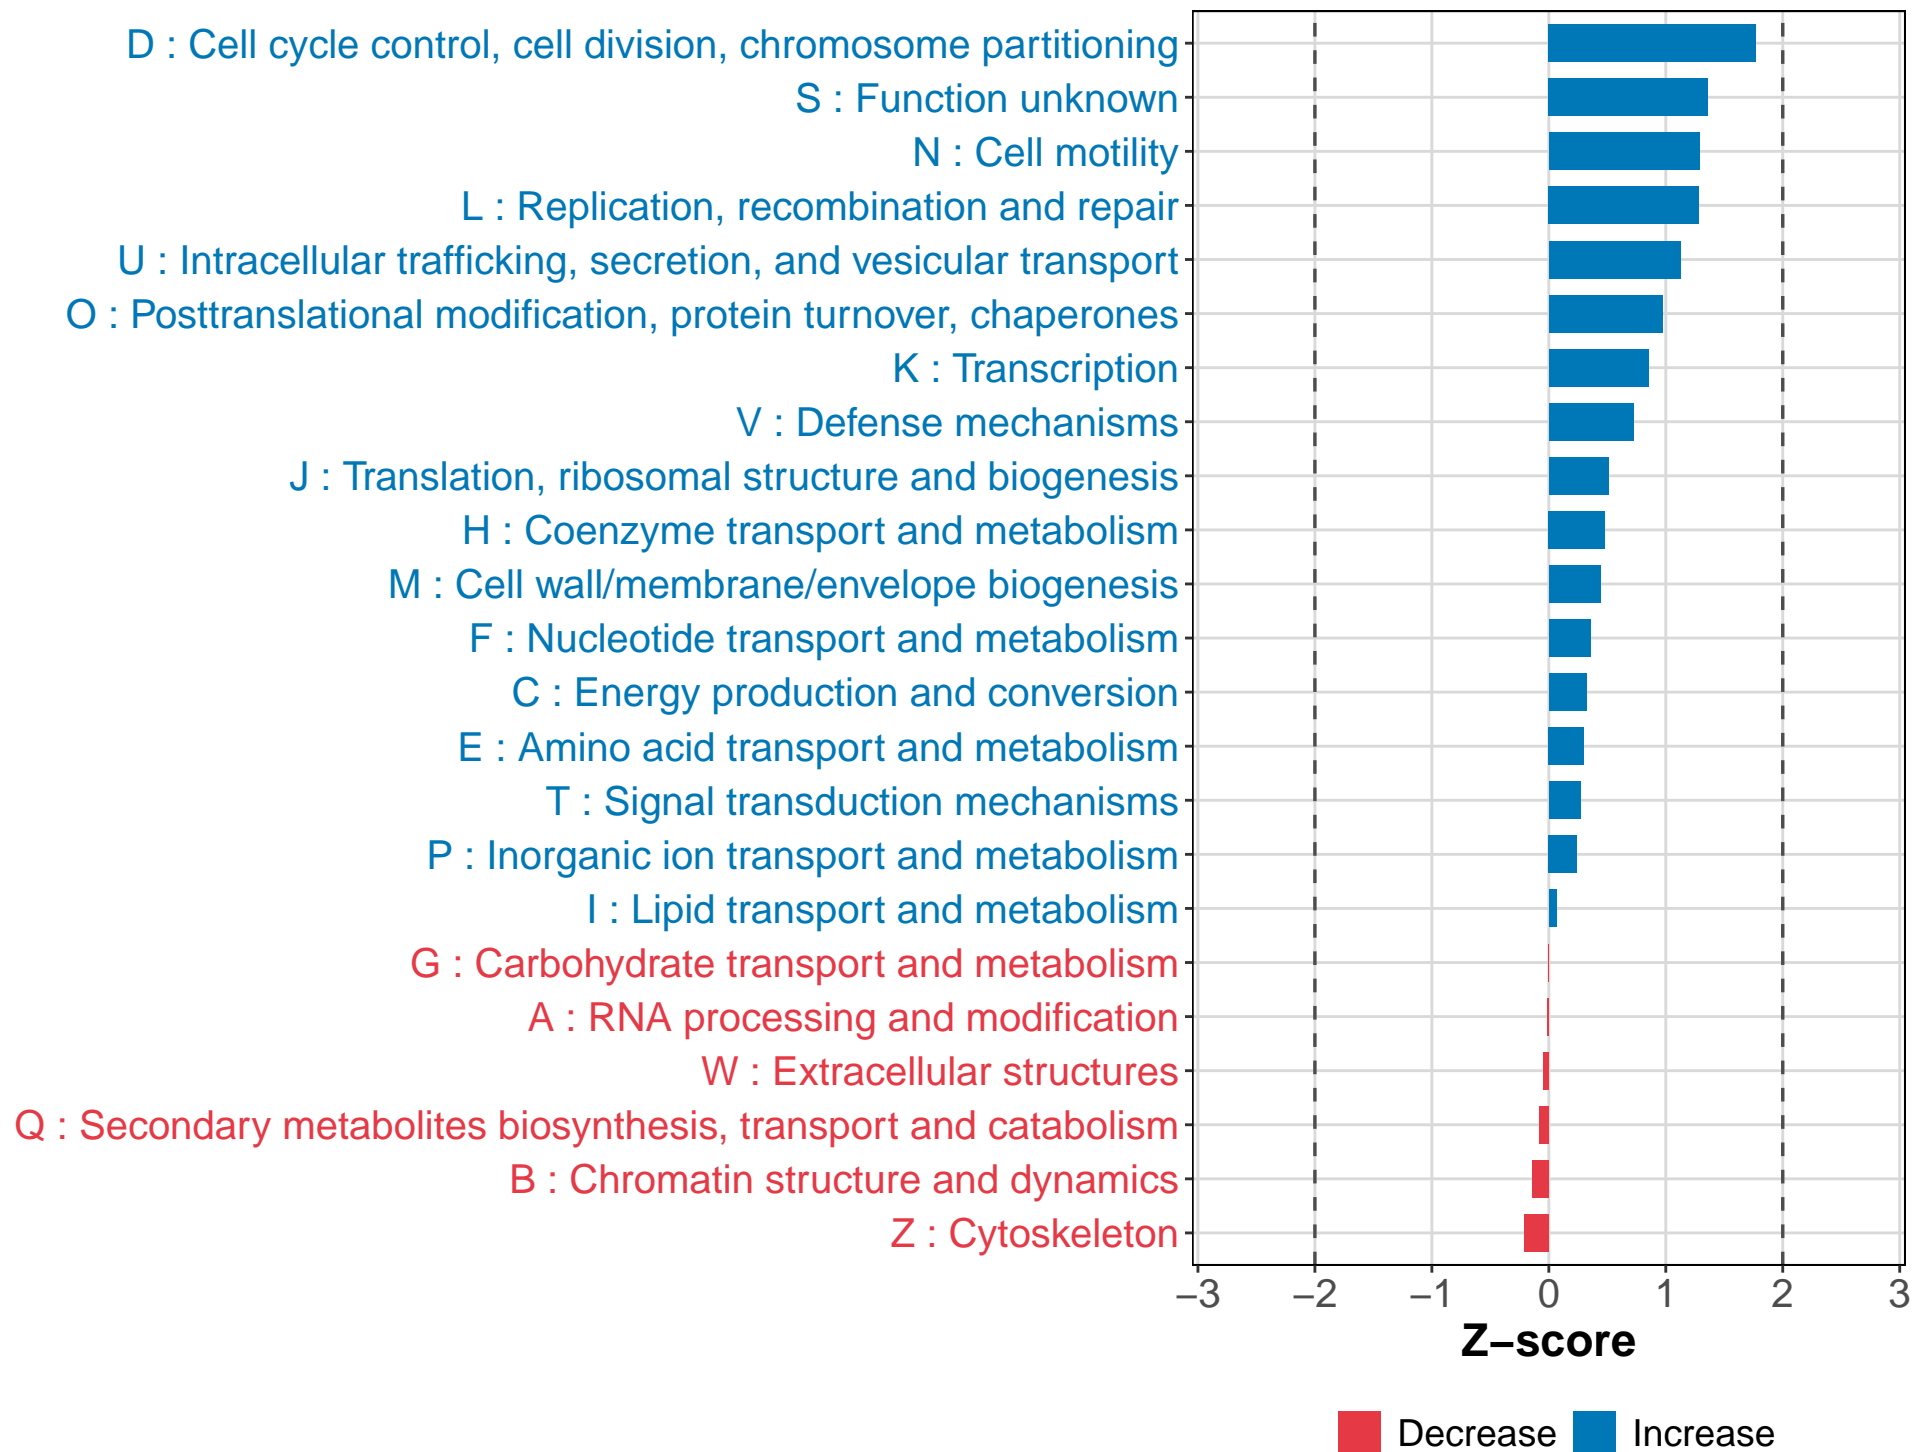 D : Cell cycle control, cell division, chromosome partitioning
S : Function unknown
N : Cell motility
L : Replication, recombination and repair
U : Intracellular trafficking, secretion, and vesicular transport
O : Posttranslational modification, protein turnover, chaperones
K : Transcription
V : Defense mechanisms
J : Translation, ribosomal structure and biogenesis
H : Coenzyme transport and metabolism
M : Cell wall/membrane/envelope biogenesis
F : Nucleotide transport and metabolism
C : Energy production and conversion
E : Amino acid transport and metabolism
T : Signal transduction mechanisms
P : Inorganic ion transport and metabolism
I : Lipid transport and metabolism
G : Carbohydrate transport and metabolism
A : RNA processing and modification
W : Extracellular structures
Q : Secondary metabolites biosynthesis, transport and catabolism
B : Chromatin structure and dynamics
Z : Cytoskeleton
−3 −2 −1 0 1 2 3
Z−score
Decrease Increase